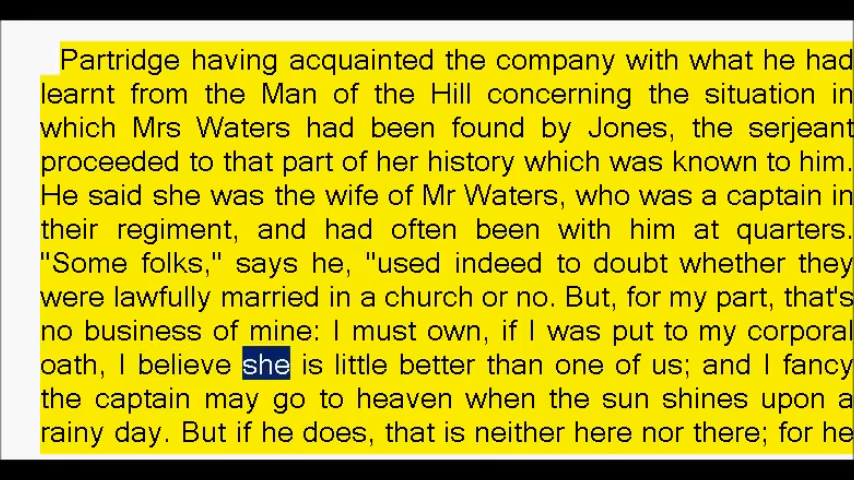 Partridge having acquainted the company with what he had
learnt from the Man of the Hill concerning the situation in
which Mrs Waters had been found by Jones, the serjeant
proceeded to that part of her history which was known to him.
He said she was the wife of Mr Waters, who was a captain in
their regiment, and had often been with him at quarters.
"Some folks," says he, "used indeed to doubt whether they
were lawfully married in a church or no. But, for my part, that's
no business of mine: I must own, if I was put to my corporal
oath, I believe she is little better than one of us; and I fancy
the captain may go to heaven when the sun shines upon a
rainy day. But if he does, that is neither here nor there; for he